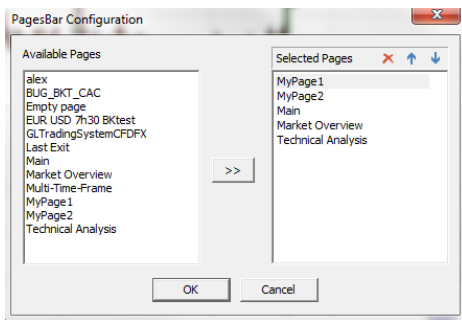 PagesBar Configuration
Available Pages
alex
BUG_BKT_CAC
Empty page
EUR USD 7h30 BKtest
GLTradingSystemCFDFX
Last Exit
Main
Market Overview
Multi-Time-Frame
MyPage1
MyPage2
Technical Analysis
>>
Selected Pages
MyPage1
MyPage2
Main
Market Overview
Technical Analysis
OK
Cancel